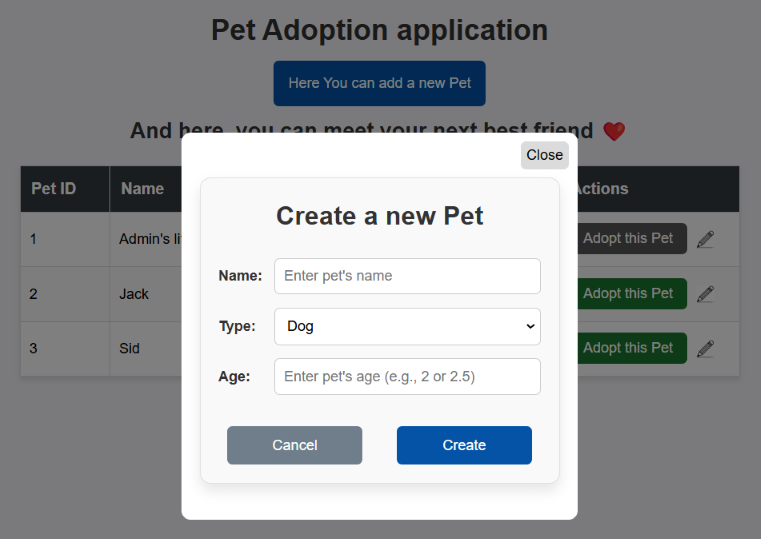 Pet Adoption application
Here You can add a new Pet
And here, you can meet your next best friend ❤️
Close
Pet ID Name Actions
Create a new Pet
1 Admin's Adopt this Pet
Name: Enter pet's name
2 Jack Adopt this Pet
Type: Dog
3 Sid Adopt this Pet
Age: Enter pet's age (e.g., 2 or 2.5)
Cancel Create